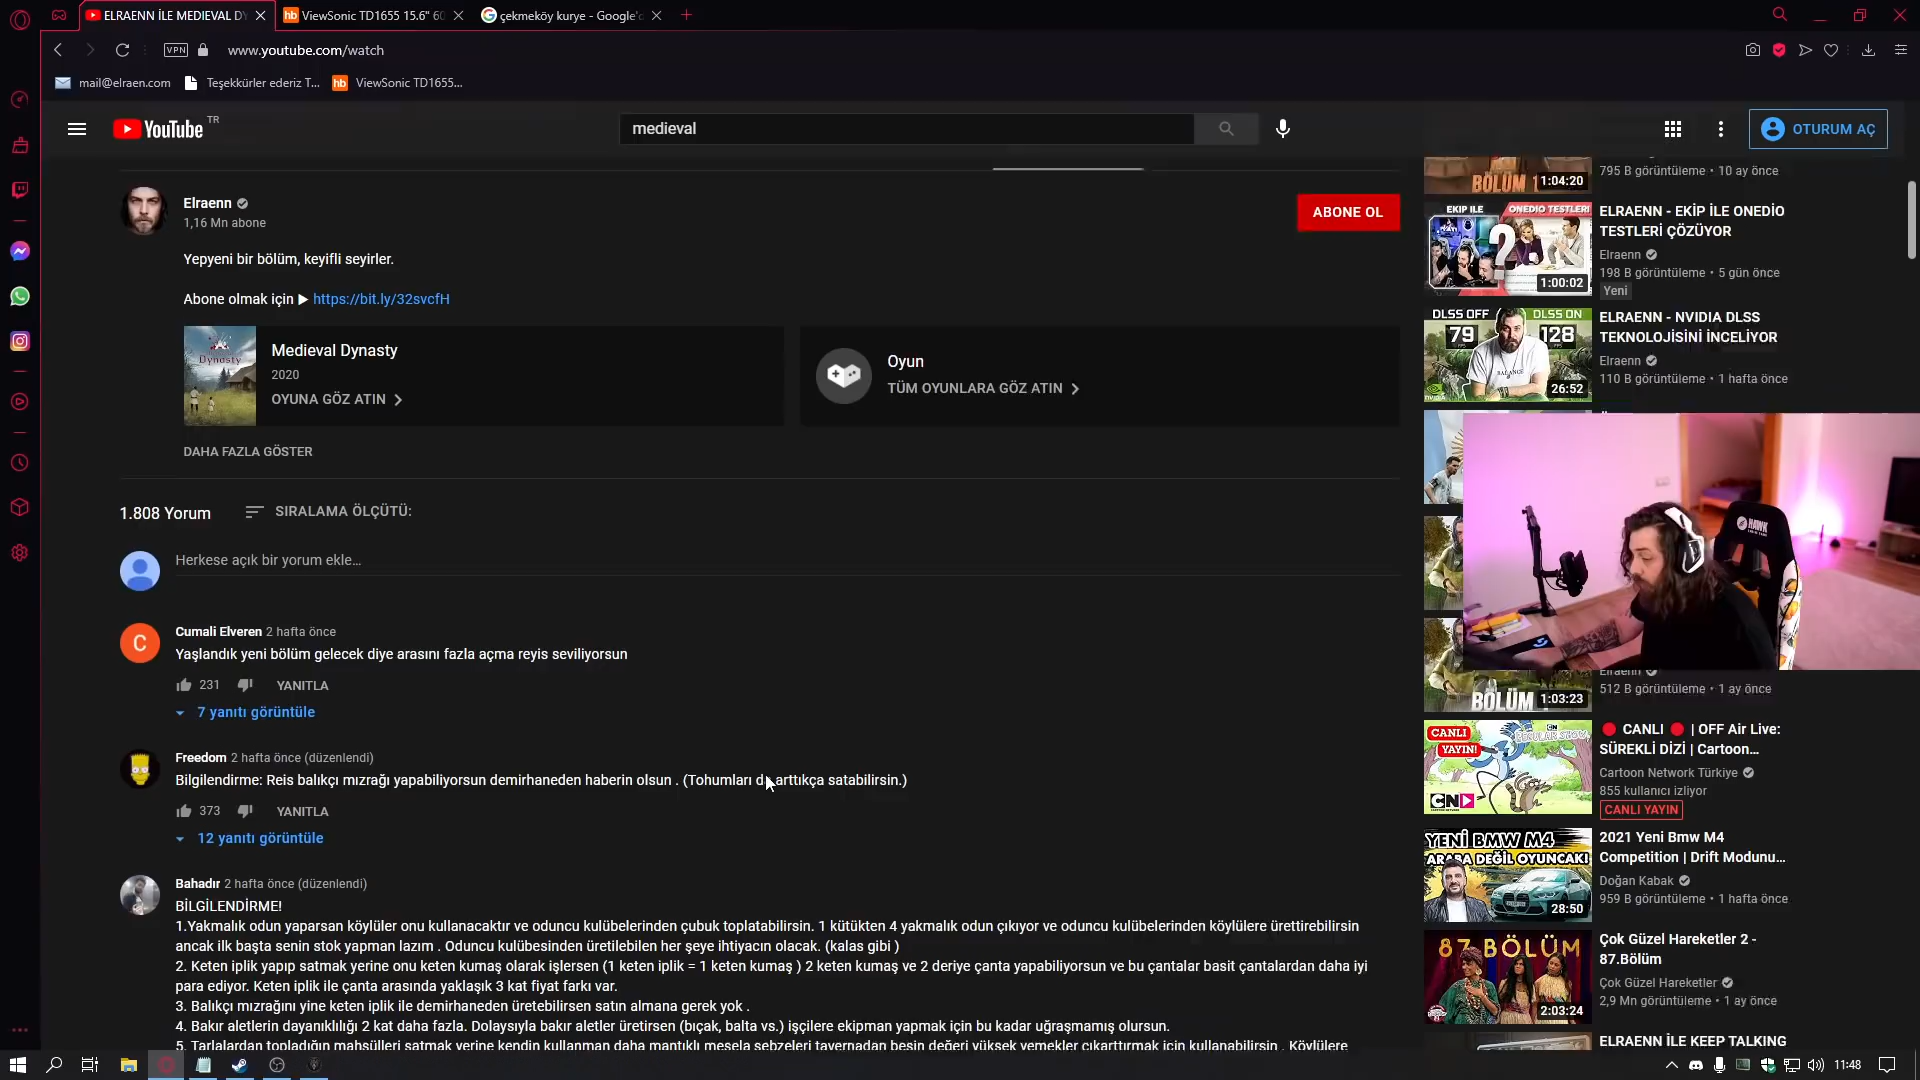 ELRAENN İLE MEDIEVAL DY
hb ViewSonic TD1655 15.6" 60
çekmeköy kurye - Google'd
VPN
www.youtube.com/watch
mail@elraen.com
Teşekkürler ederiz T...
hb ViewSonic TD1655...
YouTube TR
medieval
OTURUM AÇ
Elraenn
1,16 Mn abone
ABONE OL
Yepyeni bir bölüm, keyifli seyirler.
Abone olmak için ▶ https://bit.ly/32svcfH
Dynasty
Medieval Dynasty
2020
OYUNA GÖZ ATIN
Oyun
TÜM OYUNLARA GÖZ ATIN
DAHA FAZLA GÖSTER
1.808 Yorum
SIRALAMA ÖLÇÜTÜ:
Herkese açık bir yorum ekle...
C
Cumali Elveren 2 hafta önce
Yaşlandık yeni bölüm gelecek diye arasını fazla açma reyis seviliyorsun
231 YANITLA
7 yanıtı görüntüle
Freedom 2 hafta önce (düzenlendi)
Bilgilendirme: Reis balıkçı mızrağı yapabiliyorsun demirhaneden haberin olsun . (Tohumları da arttıkça satabilirsin.)
373 YANITLA
12 yanıtı görüntüle
Bahadır 2 hafta önce (düzenlendi)
BİLGİLENDİRME!
1.Yakmalık odun yaparsan köylüler onu kullanacaktır ve oduncu kulübelerinden çubuk toplatabilirsin. 1 kütükten 4 yakmalık odun çıkıyor ve oduncu kulübelerinden köylülere ürettirebilirsin
ancak ilk başta senin stok yapman lazım . Oduncu kulübesinden üretilebilen her şeye ihtiyacın olacak. (kalas gibi )
2. Keten iplik yapıp satmak yerine onu keten kumaş olarak işlersen (1 keten iplik = 1 keten kumaş ) 2 keten kumaş ve 2 deriye çanta yapabiliyorsun ve bu çantalar basit çantalardan daha iyi
para ediyor. Keten iplik ile çanta arasında yaklaşık 3 kat fiyat farkı var.
3. Balıkçı mızrağını yine keten iplik ile demirhaneden üretebilirsen satın almana gerek yok .
4. Bakır aletlerin dayanıklılığı 2 kat daha fazla. Dolaysıyla bakır aletler üretirsen (bıçak, balta vs.) işçilere ekipman yapmak için bu kadar uğraşmamış olursun.
5. Tarlalardan topladığın mahsülleri satmak yerine kendin kullanman daha mantıklı mesela sebzeleri tavernadan besin değeri yüksek yemekler çıkarttırmak için kullanabilirsin . Köylülere
BÖLÜM 1
1:04:20
795 B görüntüleme • 10 ay önce
EKİP İLE ONEDİO TESTLERİ
?
1:00:02
ELRAENN - EKİP İLE ONEDİO
TESTLERİ ÇÖZÜYOR
Elraenn
198 B görüntüleme • 5 gün önce
Yeni
DLSS OFF DLSS ON
79 128
BALANCE
26:52
ELRAENN - NVIDIA DLSS
TEKNOLOJİSİNİ İNCELİYOR
Elraenn
110 B görüntüleme • 1 hafta önce
HAWK
BÖLÜM
1:03:23
Elraenn
512 B görüntüleme • 1 ay önce
CANLI
YAYIN!
CN
REGULAR SHOW
CN
CANLI | OFF Air Live:
SÜREKLİ DİZİ | Cartoon...
Cartoon Network Türkiye
855 kullanıcı izliyor
CANLI YAYIN
YENİ BMW M4
ARABA DEĞİL OYUNCAK!
28:50
2021 Yeni Bmw M4
Competition | Drift Modunu...
Doğan Kabak
959 B görüntüleme • 1 hafta önce
87.BÖLÜM
2:03:24
Çok Güzel Hareketler 2 -
87.Bölüm
Çok Güzel Hareketler
2,9 Mn görüntüleme • 1 ay önce
ELRAENN İLE KEEP TALKING
11:48